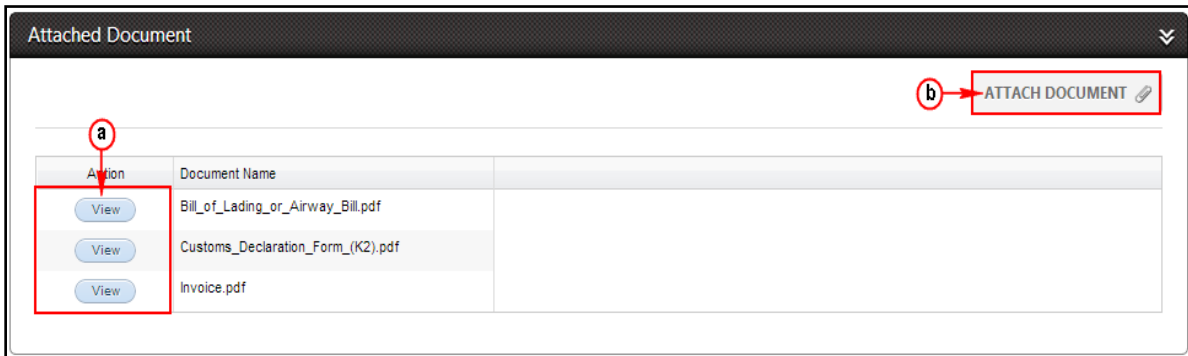 Attached Document
b
ATTACH DOCUMENT
a
Action Document Name
View Bill_of_Lading_or_Airway_Bill.pdf
View Customs_Declaration_Form_(K2).pdf
View Invoice.pdf